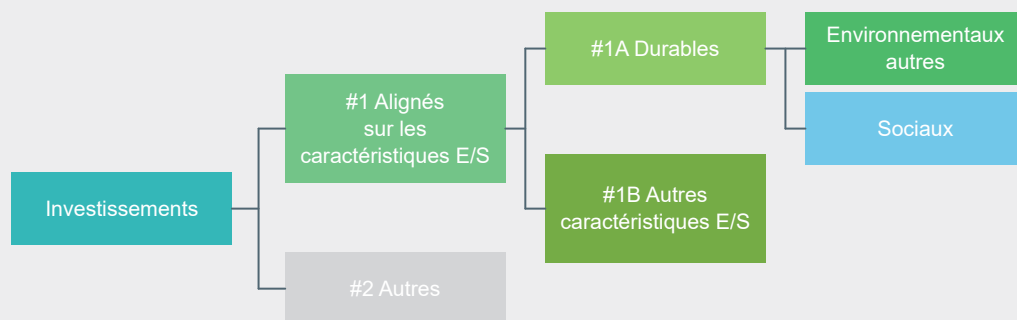 Investissements
#1 Alignés
sur les
caractéristiques E/S
#2 Autres
#1A Durables
#1B Autres
caractéristiques E/S
Environnementaux
autres
Sociaux